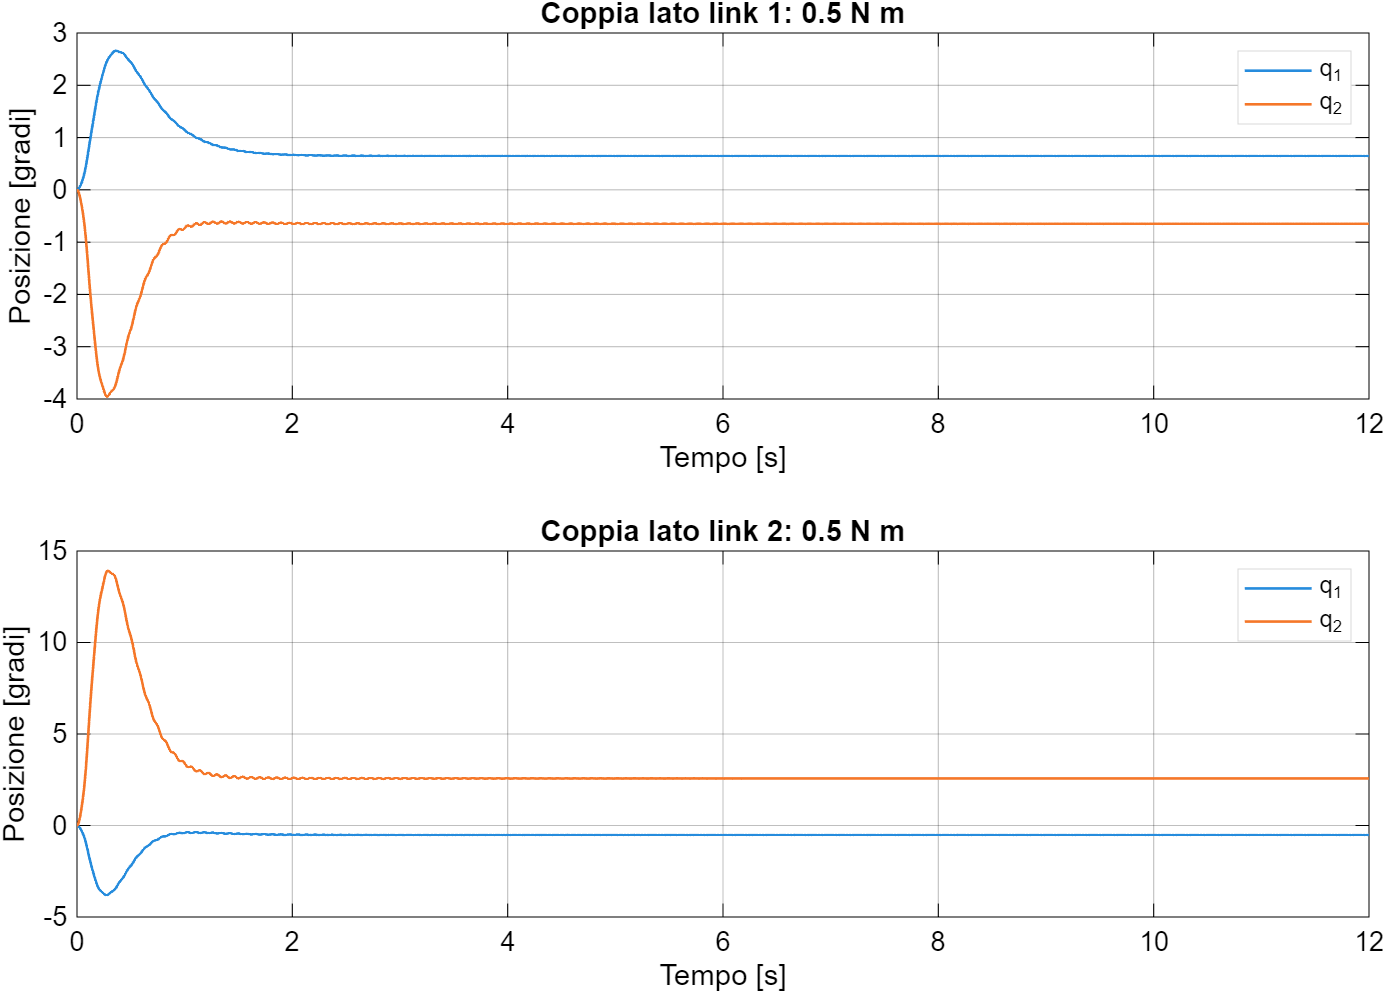 Coppia lato link 1: 0.5 N m
3
2
1
0
-1
-2
-3
-4
Posizione [gradi]
q1
q2
0 2 4 6 8 10 12
Tempo [s]
Coppia lato link 2: 0.5 N m
15
10
5
0
-5
Posizione [gradi]
q1
q2
0 2 4 6 8 10 12
Tempo [s]